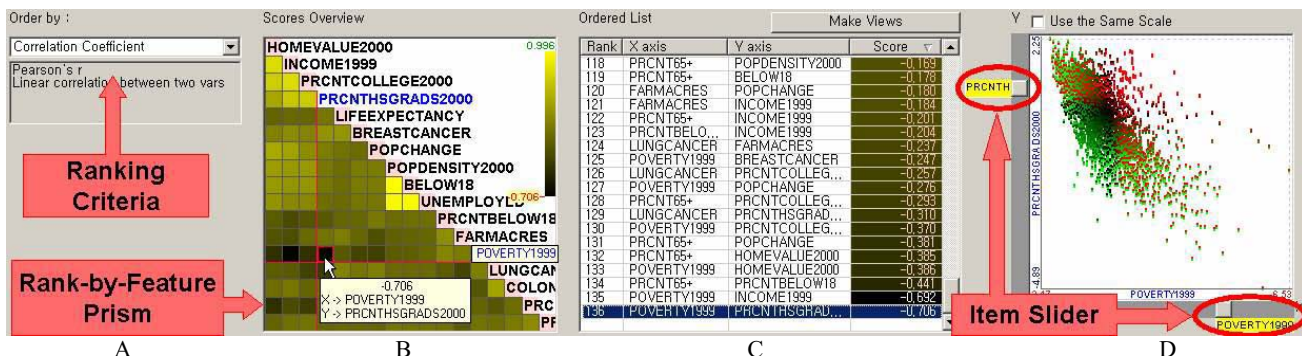 Order by :
Correlation Coefficient
Pearson's r
Linear correlation between two vars
Ranking
Criteria
Rank-by-Feature
Prism
A
Scores Overview
0.996
HOMEVALUE2000
INCOME1999
PRCNTCOLLEGE2000
PRCNTHSGRADS2000
LIFEEXPECTANCY
BREASTCANCER
POPCHANGE
POPDENSITY2000
BELOW18
UNEMPLOYED
-0.706
PRCNTBELOW18
FARMACRES
POVERTY1999
LUNGCAN
COLON
PRC
PF
-0.706
X -> POVERTY1999
Y -> PRCNTHSGRADS2000
B
Ordered List
Make Views
Rank X axis Y axis Score
118 PRCNT65+ POPDENSITY2000 -0.169
119 PRCNT65+ BELOW18 -0.178
120 FARMACRES POPCHANGE -0.180
121 FARMACRES INCOME1999 -0.184
122 PRCNT65+ INCOME1999 -0.201
123 PRCNTBELO... INCOME1999 -0.204
124 LUNGCANCER FARMACRES -0.237
125 POVERTY1999 BREASTCANCER -0.247
126 LUNGCANCER PRCNTCOLLEG... -0.257
127 POVERTY1999 POPCHANGE -0.276
128 PRCNT65+ PRCNTCOLLEG... -0.293
129 LUNGCANCER PRCNTHSGRAD... -0.310
130 POVERTY1999 PRCNTCOLLEG... -0.370
131 PRCNT65+ POPCHANGE -0.381
132 PRCNT65+ HOMEVALUE2000 -0.385
133 POVERTY1999 HOMEVALUE2000 -0.386
134 PRCNT65+ PRCNTBELOW18 -0.441
135 POVERTY1999 INCOME1999 -0.692
136 POVERTY1999 PRCNTHSGRAD... -0.706
C
Y Use the Same Scale
2.25
PRCNTH
PRCNTHSGRADS2000
-4.89
POVERTY1999
6.53
Item Slider
POVERTY1999
D